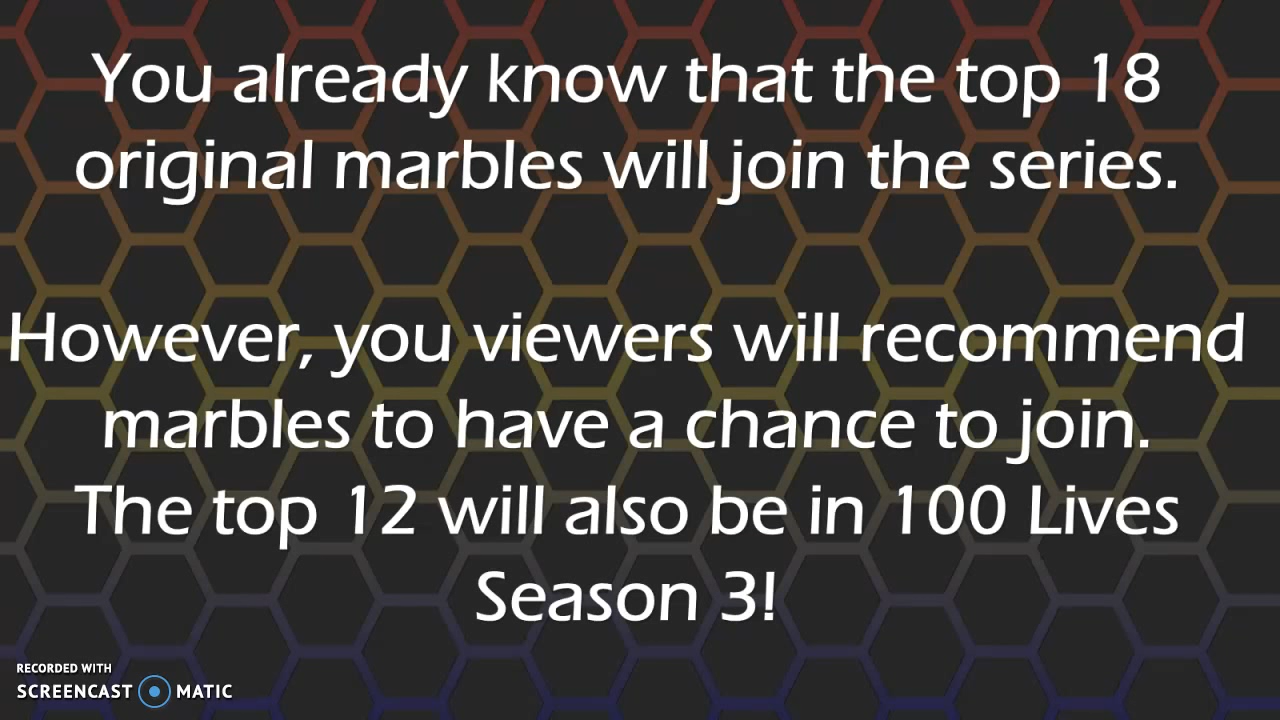 You already know that the top 18
original marbles will join the series.
However, you viewers will recommend
marbles to have a chance to join.
The top 12 will also be in 100 Lives
Season 3!
RECORDED WITH
SCREENCAST MATIC